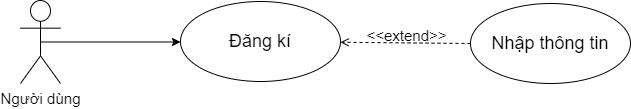 Đăng kí
<<extend>>
Nhập thông tin
Người dùng